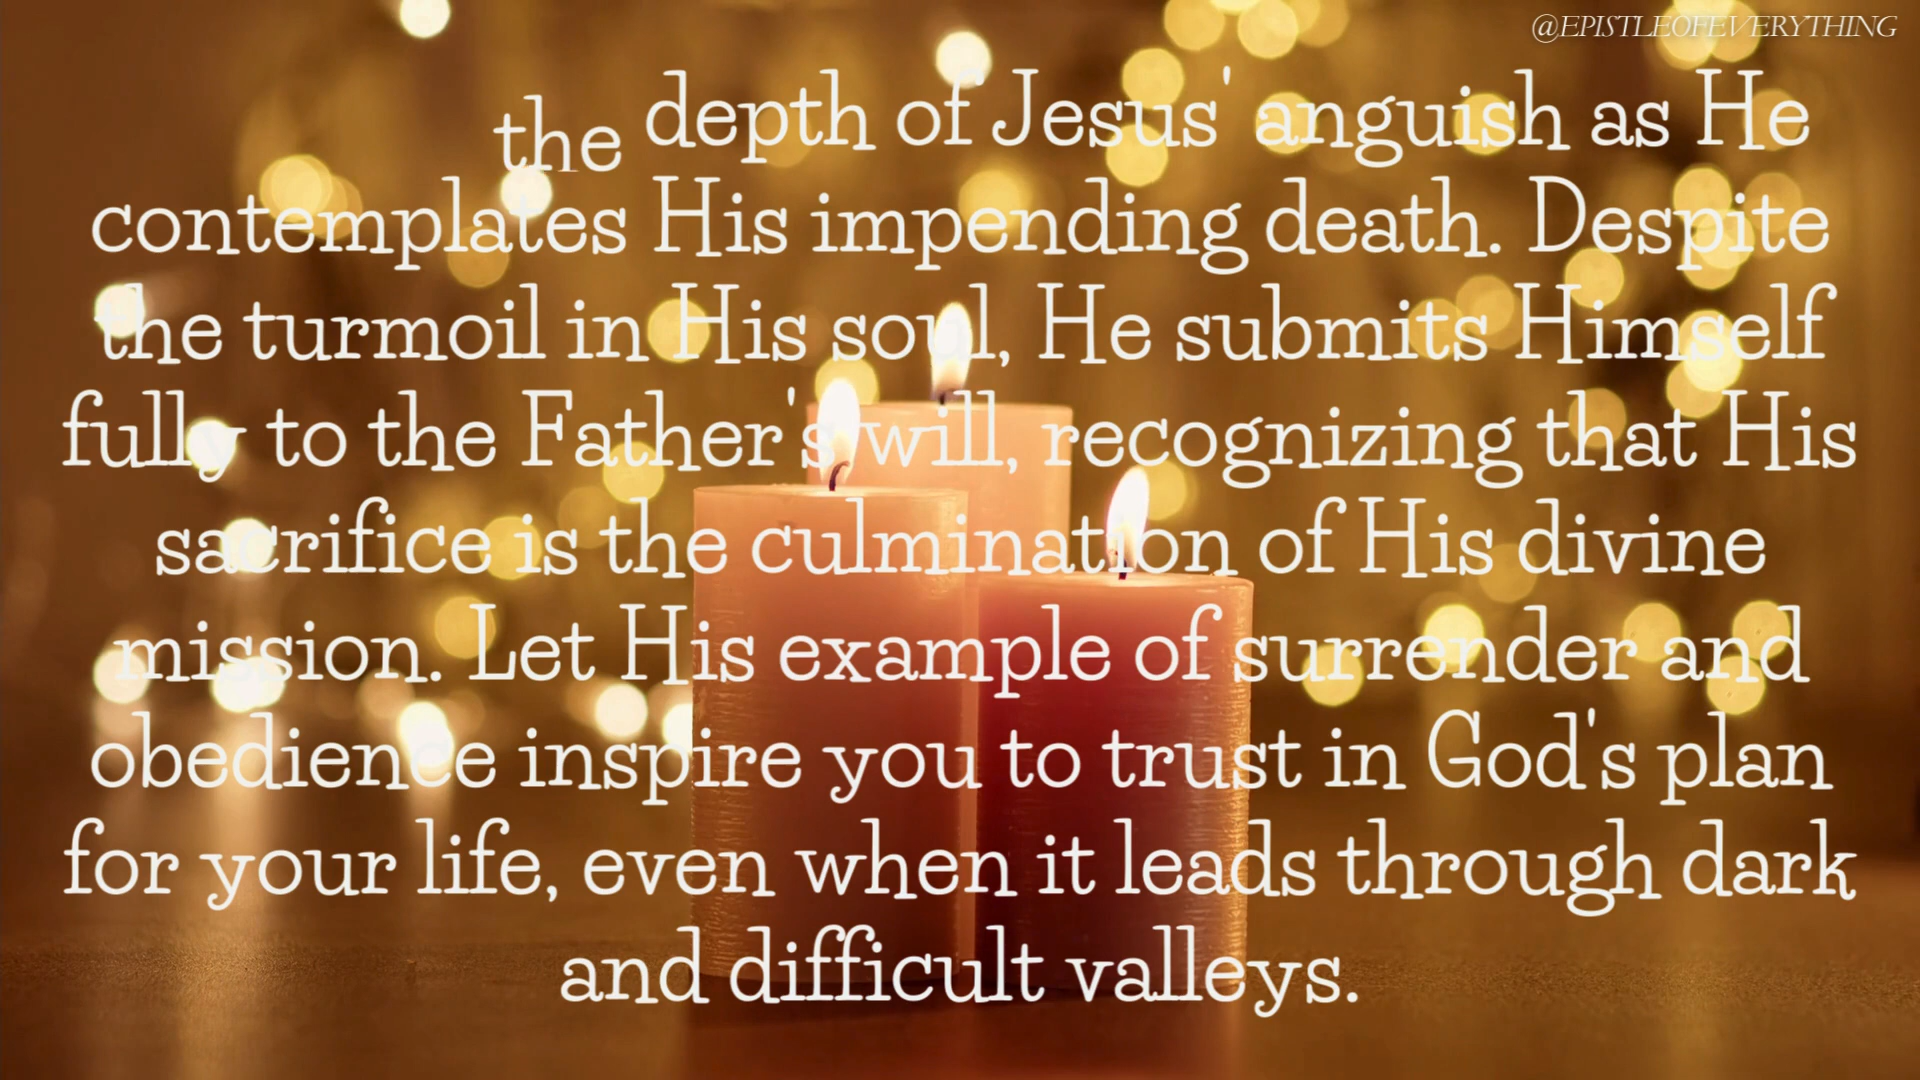 @EPISTLEOFEVERYTHING
the depth of Jesus' anguish as He
contemplates His impending death. Despite
the turmoil in His soul, He submits Himself
fully to the Father's will, recognizing that His
sacrifice is the culmination of His divine
mission. Let His example of surrender and
obedience inspire you to trust in God's plan
for your life, even when it leads through dark
and difficult valleys.